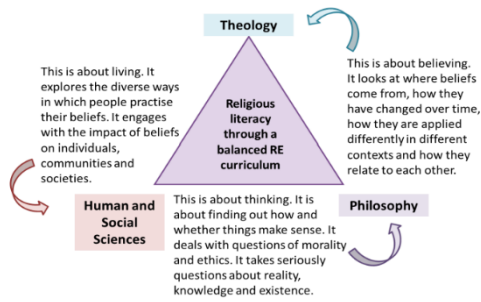 Theology
This is about believing.
It looks at where beliefs
come from, how they
have changed over time,
how they are applied
differently in different
contexts and how they
relate to each other.
This is about living. It
explores the diverse ways
in which people practise
their beliefs. It engages
with the impact of beliefs
on individuals,
communities and
societies.
Religious
literacy
through a
balanced RE
curriculum
Human and
Social
Sciences
This is about thinking. It is
about finding out how and
whether things make sense. It
deals with questions of morality
and ethics. It takes seriously
questions about reality,
knowledge and existence.
Philosophy